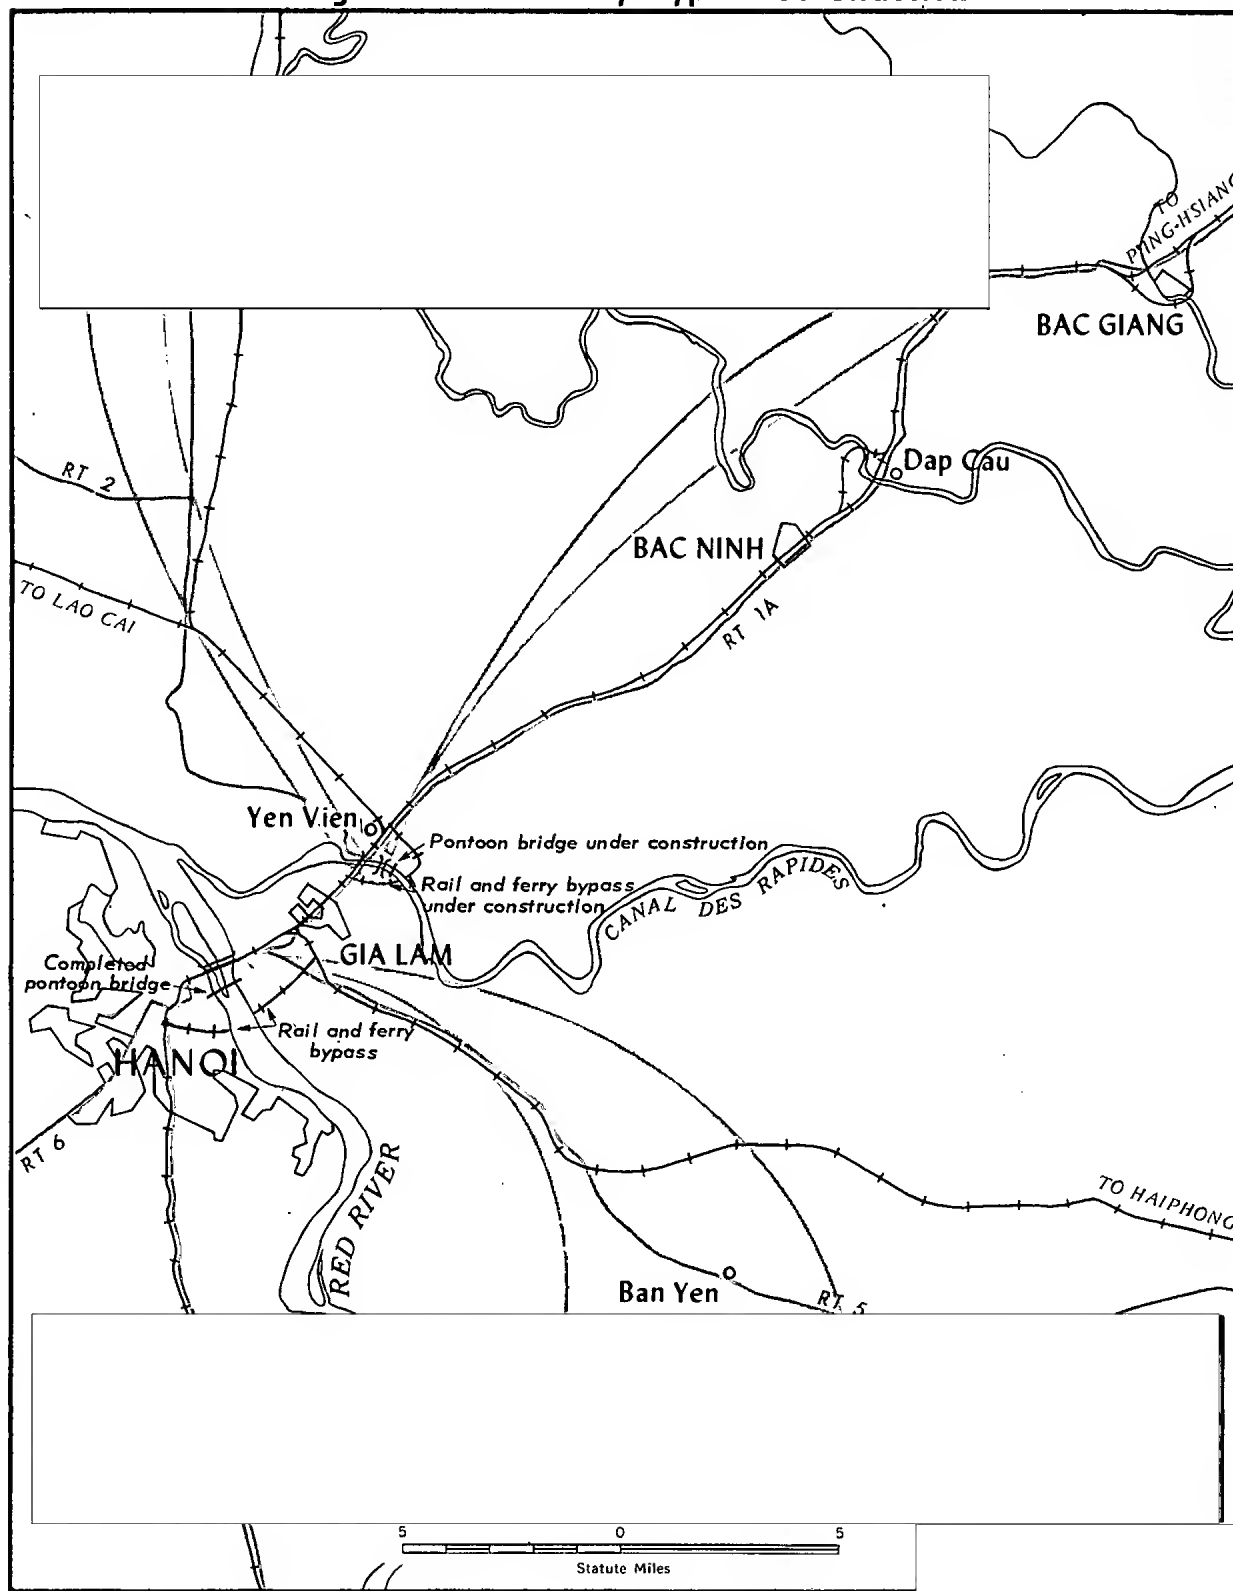 TO
PING-HSIANG
BAC GIANG
RT 2
Dap Cau
BAC NINH
TO LAO CAI
RT 1A
Yen Vien
Pontoon bridge under construction
Rail and ferry bypass
under construction
CANAL DES RAPIDES
GIA LAM
Completed
pontoon bridge
Rail and ferry
bypass
HANOI
RT 6
RED RIVER
TO HAIPHONG
Ban Yen
RT 5
5 0 5
Statute Miles